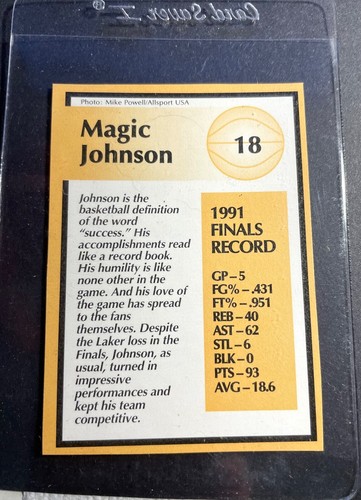 Card Saver I®
Photo: Mike Powell/Allsport USA
Magic
Johnson
18
Johnson is the
basketball definition
of the word
"success." His
accomplishments read
like a record book.
His humility is like
none other in the
game. And his love of
the game has spread
to the fans
themselves. Despite
the Laker loss in the
Finals, Johnson, as
usual, turned in
impressive
performances and
kept his team
competitive.
1991
FINALS
RECORD
GP–5
FG%–.431
FT%–.951
REB–40
AST–62
STL–6
BLK–0
PTS–93
AVG–18.6